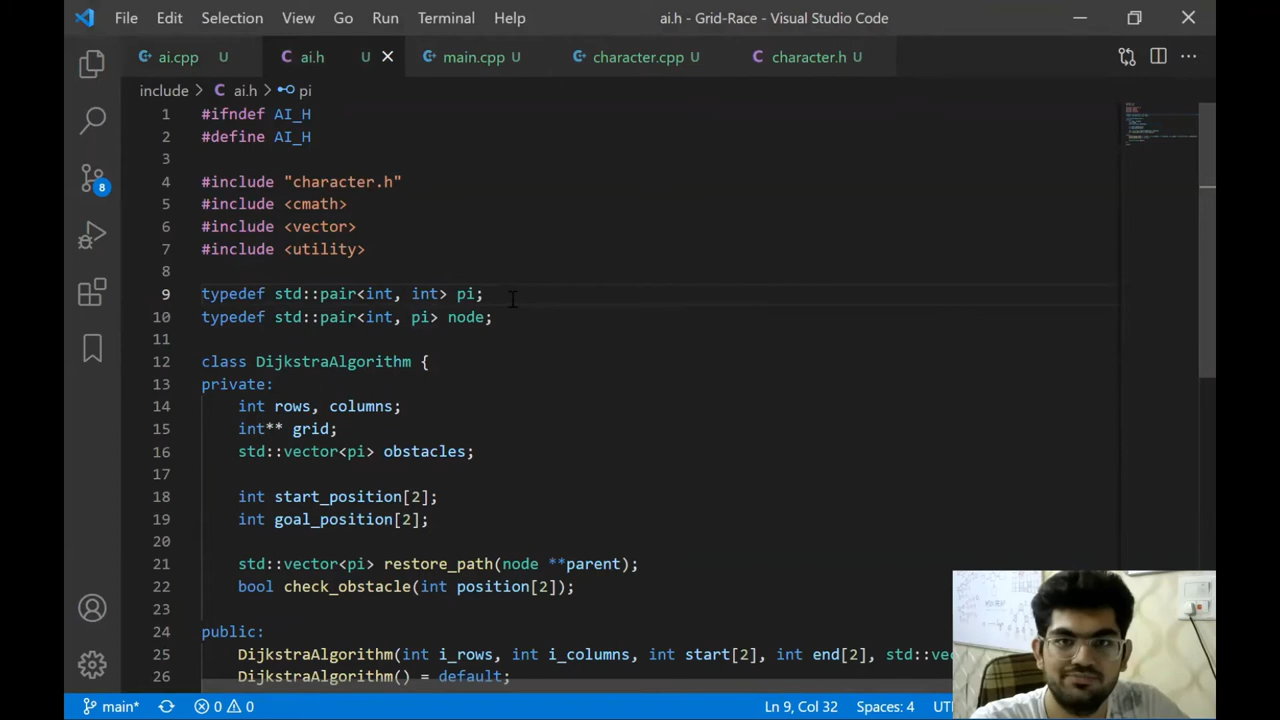 File Edit Selection View Go Run Terminal Help ai.h - Grid-Race - Visual Studio Code
ai.cpp U ai.h U main.cpp U character.cpp U character.h U
include > ai.h > pi
1 #ifndef AI_H
2 #define AI_H
3
4 #include "character.h"
5 #include <cmath>
6 #include <vector>
7 #include <utility>
8
9 typedef std::pair<int, int> pi;
10 typedef std::pair<int, pi> node;
11
12 class DijkstraAlgorithm {
13 private:
14 int rows, columns;
15 int** grid;
16 std::vector<pi> obstacles;
17
18 int start_position[2];
19 int goal_position[2];
20
21 std::vector<pi> restore_path(node **parent);
22 bool check_obstacle(int position[2]);
23
24 public:
25 DijkstraAlgorithm(int i_rows, int i_columns, int start[2], int end[2], std::vec
26 DijkstraAlgorithm() = default;
8
main* 0 0 Ln 9, Col 32 Spaces: 4 UT